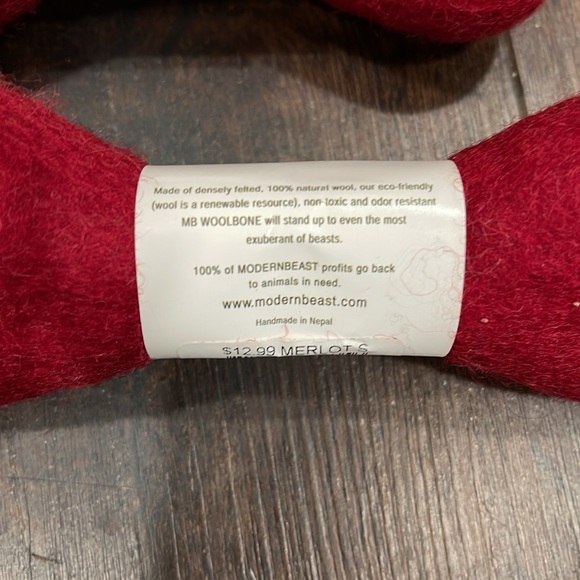 Made of densely felted, 100% natural wool, our eco-friendly
(wool is a renewable resource), non-toxic and odor resistant
MB WOOLBONE will stand up to even the most
exuberant of beasts.
100% of MODERNBEAST profits go back
to animals in need.
www.modernbeast.com
Handmade in Nepal
$12.99 MERLOT S